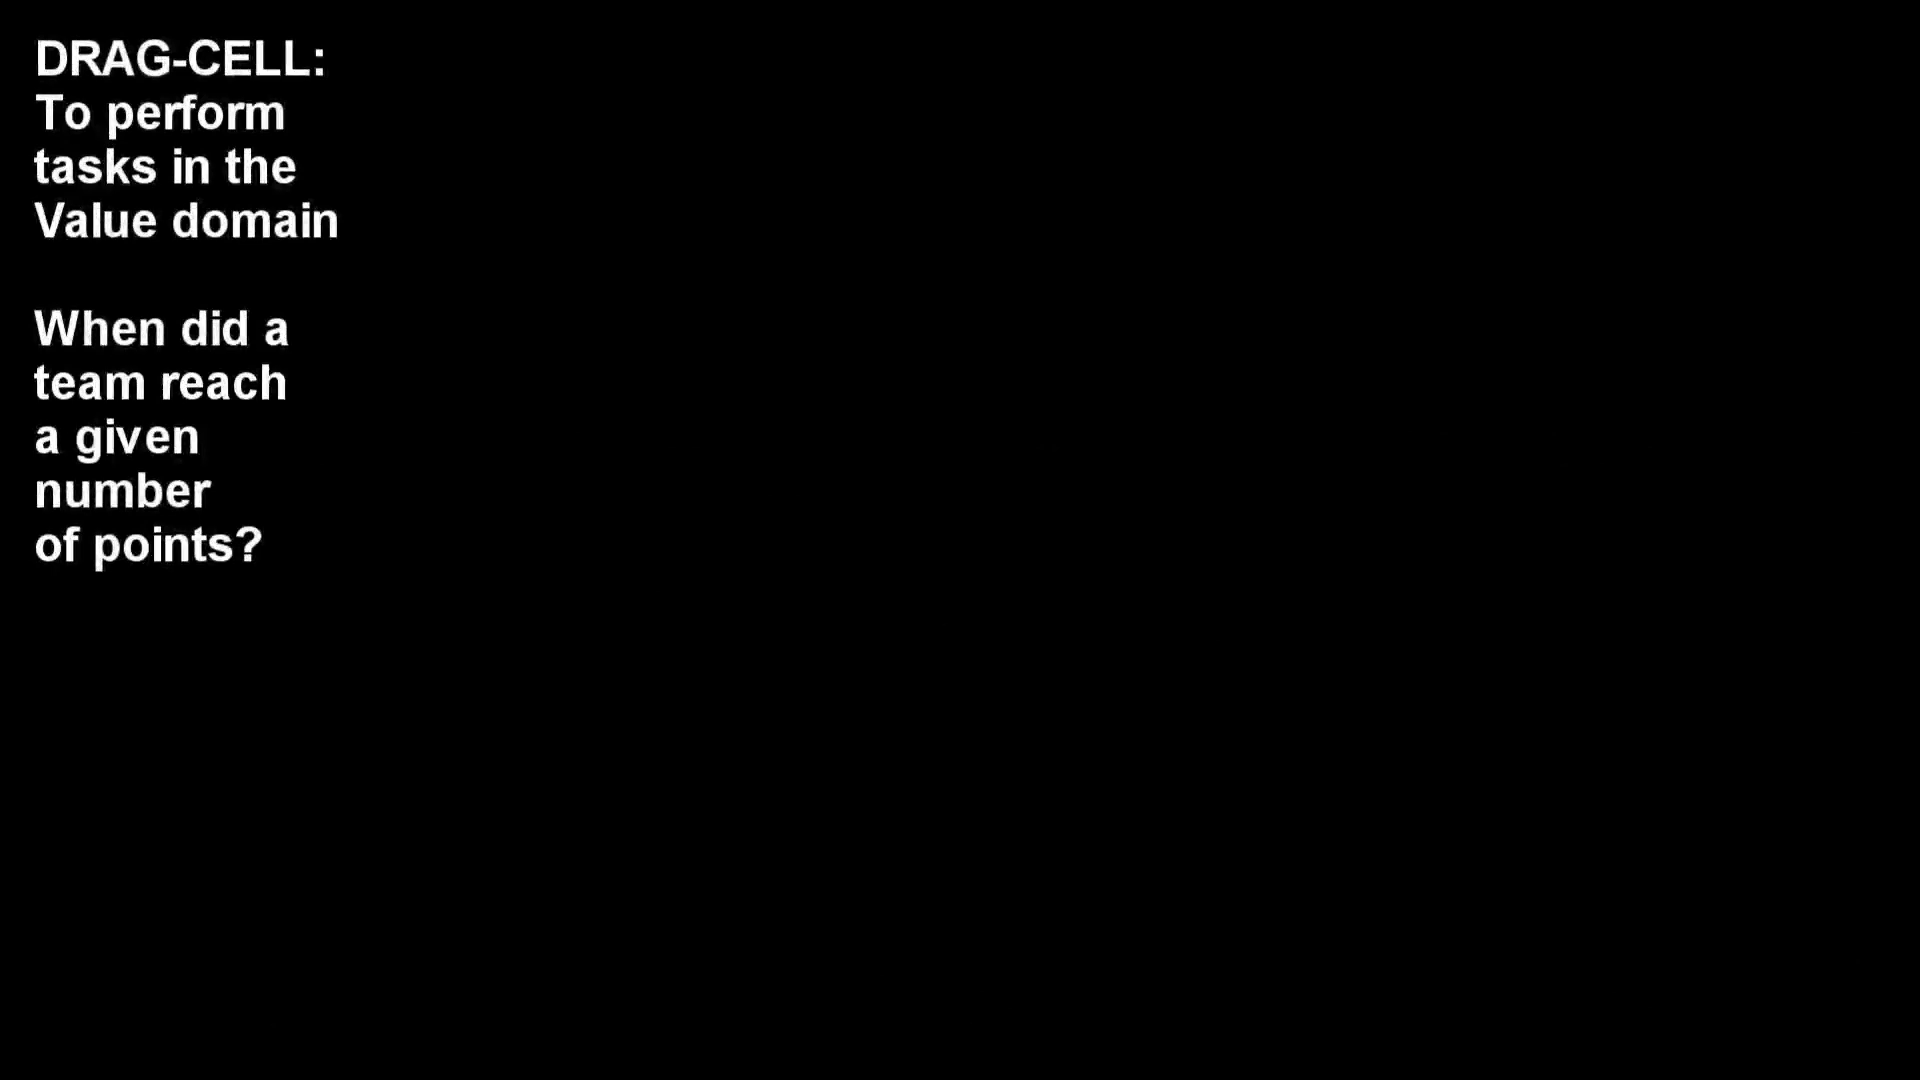 DRAG-CELL:
To perform
tasks in the
Value domain
When did a
team reach
a given
number
of points?